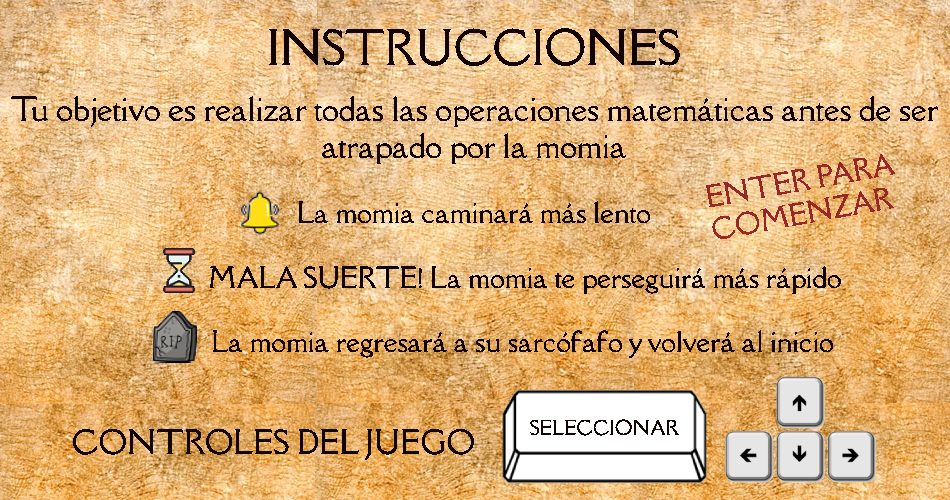 INSTRUCCIONES
Tu objetivo es realizar todas las operaciones matemáticas antes de ser
atrapado por la momia
ENTER PARA
COMENZAR
La momia caminará más lento
MALA SUERTE! La momia te perseguirá más rápido
RIP
La momia regresará a su sarcófafo y volverá al inicio
CONTROLES DEL JUEGO
SELECCIONAR